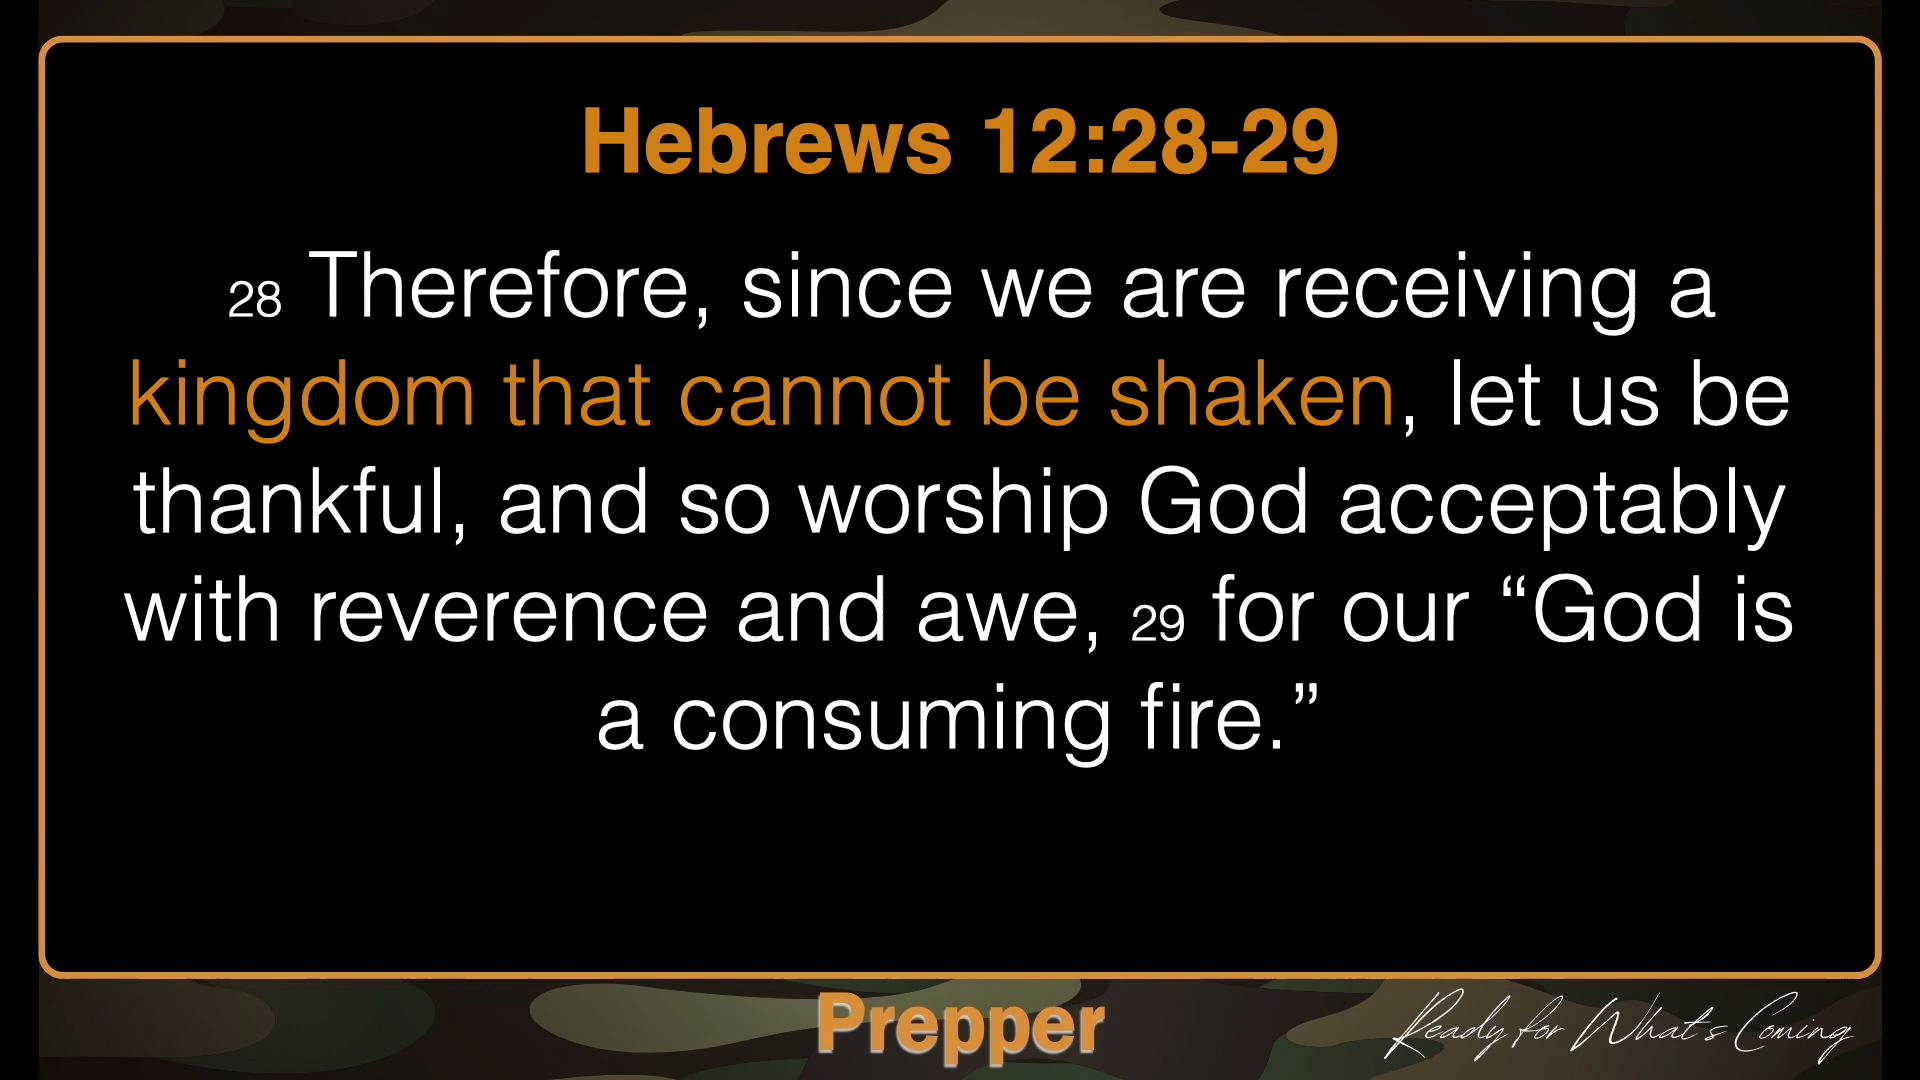 Hebrews 12:28-29
28 Therefore, since we are receiving a
kingdom that cannot be shaken, let us be
thankful, and so worship God acceptably
with reverence and awe, 29 for our “God is
a consuming fire.”
Prepper
Ready for What's Coming